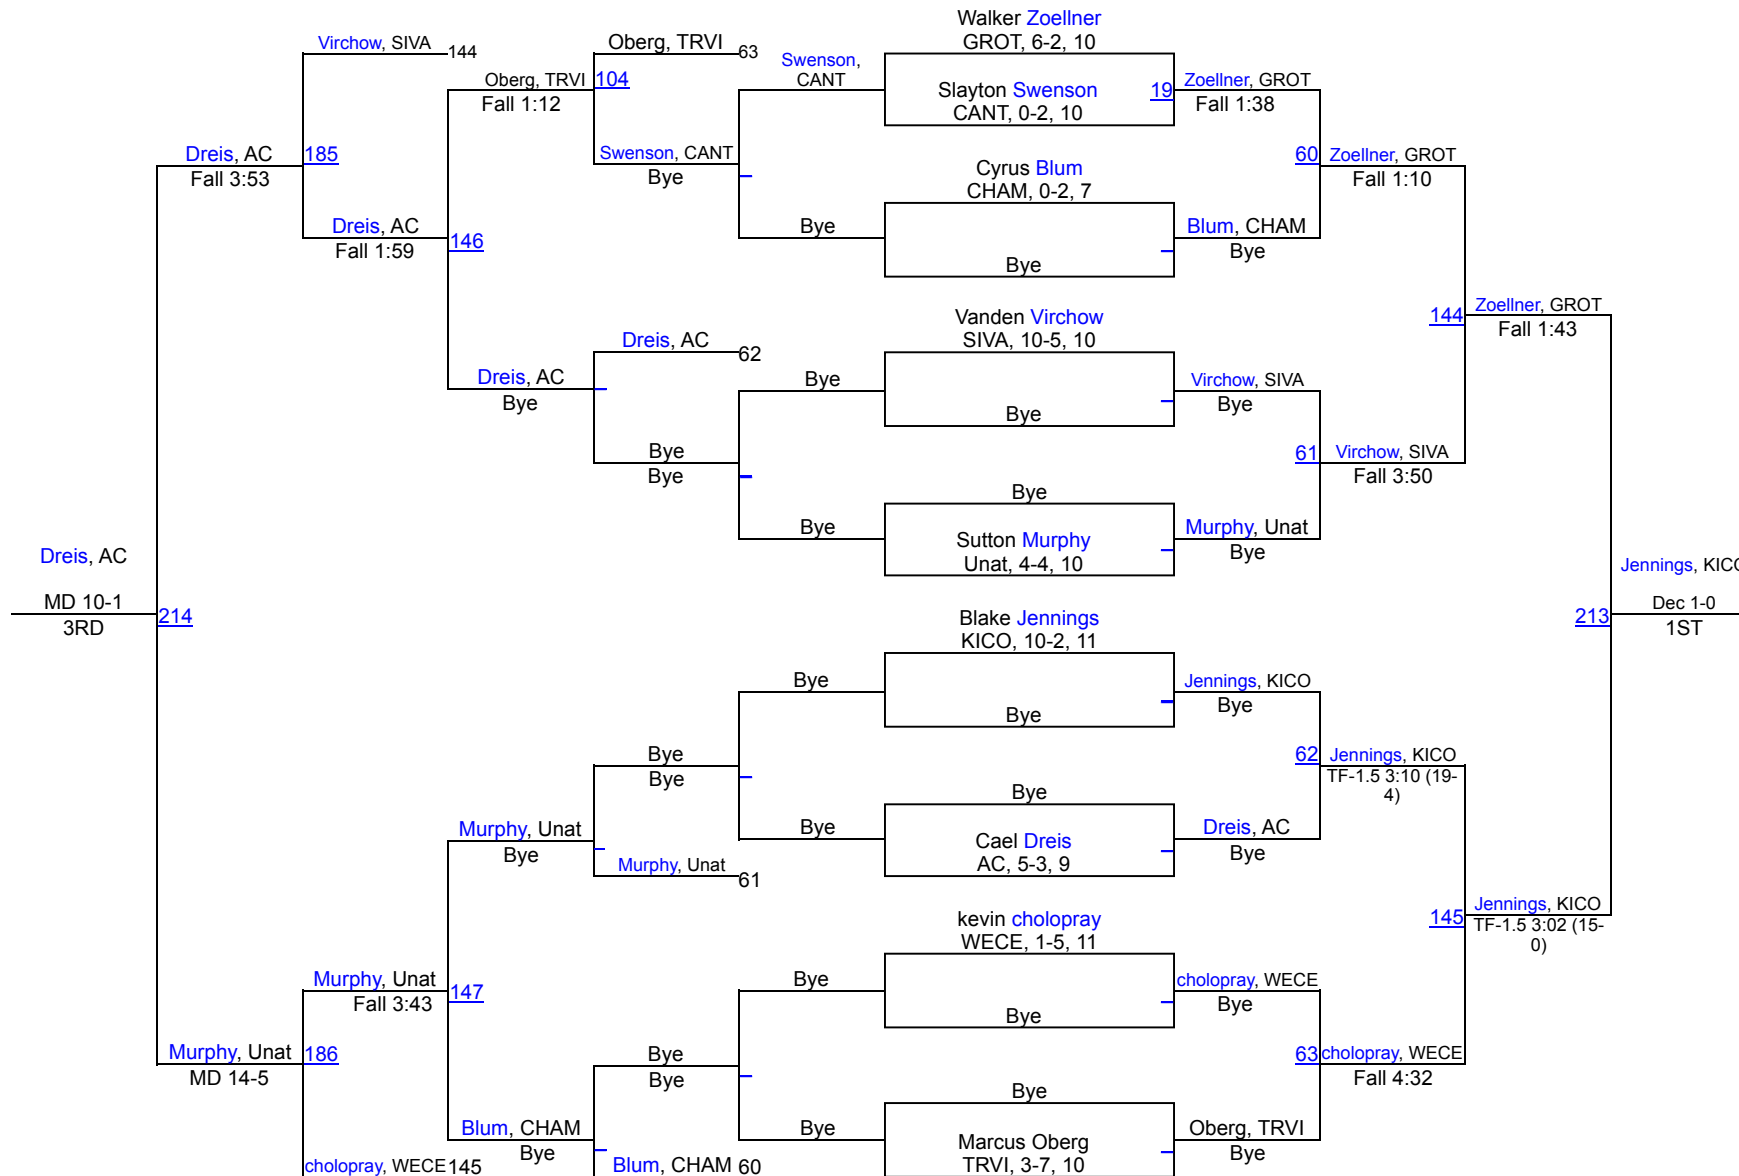 Walker Zoellner
GROT, 6-2, 10
Virchow, SIVA 144
Oberg, TRVI 63
Swenson,
CANT
Oberg, TRVI 104
Fall 1:12
Slayton Swenson 19
CANT, 0-2, 10
Zoellner, GROT
Fall 1:38
Dreis, AC 185
Fall 3:53
Swenson, CANT
Bye
Cyrus Blum
CHAM, 0-2, 7
60 Zoellner, GROT
Fall 1:10
Dreis, AC 146
Fall 1:59
Bye
Bye
Blum, CHAM
Bye
Vanden Virchow
SIVA, 10-5, 10
144 Zoellner, GROT
Fall 1:43
Dreis, AC 62
Dreis, AC
Bye
Bye
Bye
Virchow, SIVA
Bye
Bye
Bye
61 Virchow, SIVA
Fall 3:50
Bye
Bye
Sutton Murphy
Unat, 4-4, 10
Murphy, Unat
Bye
Dreis, AC
MD 10-1 214
3RD
Jennings, KICO
213 Dec 1-0
1ST
Blake Jennings
KICO, 10-2, 11
Bye
Bye
Jennings, KICO
Bye
Bye
Bye
62 Jennings, KICO
TF-1.5 3:10 (19-
4)
Bye
Murphy, Unat
Bye
Bye
Cael Dreis
AC, 5-3, 9
Dreis, AC
Bye
Murphy, Unat 61
kevin cholopray
WECE, 1-5, 11
145 Jennings, KICO
TF-1.5 3:02 (15-
0)
Murphy, Unat 147
Fall 3:43
Bye
Bye
cholopray, WECE
Bye
Murphy, Unat 186
MD 14-5
Bye
Bye
63 cholopray, WECE
Fall 4:32
Bye
Blum, CHAM
Bye
Bye
Marcus Oberg
TRVI, 3-7, 10
Oberg, TRVI
Bye
cholopray, WECE 145
Blum, CHAM 60